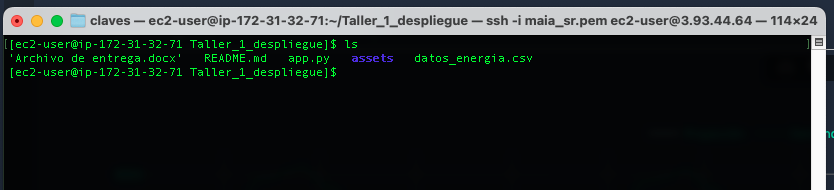 claves — ec2-user@ip-172-31-32-71:~/Taller_1_despliegue — ssh -i maia_sr.pem ec2-user@3.93.44.64 — 114×24
[[ec2-user@ip-172-31-32-71 Taller_1_despliegue]$ ls ]
'Archivo de entrega.docx' README.md app.py assets datos_energia.csv
[ec2-user@ip-172-31-32-71 Taller_1_despliegue]$